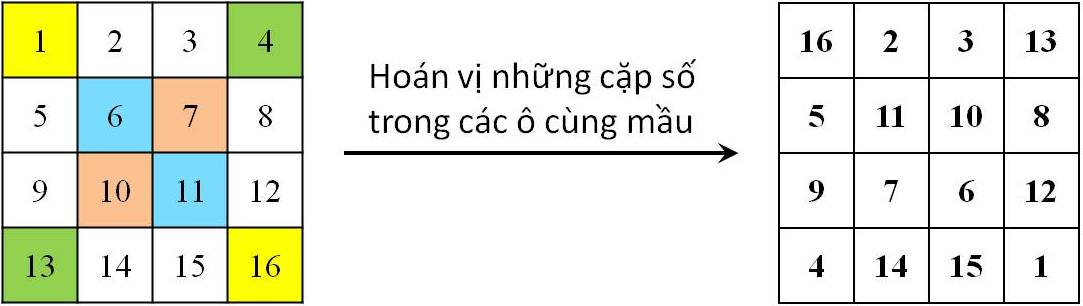 1 2 3 4
5 6 7 8
9 10 11 12
13 14 15 16
Hoán vị những cặp số
trong các ô cùng mầu
16 2 3 13
5 11 10 8
9 7 6 12
4 14 15 1